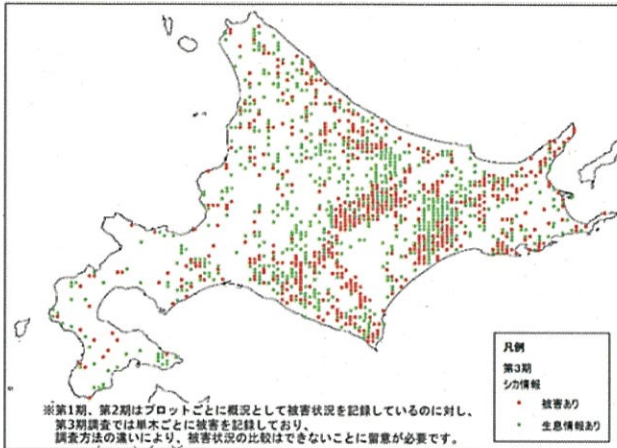 凡例
第3期
シカ情報
被害あり
生息情報あり
※第1期、第2期はプロットごとに概況として被害状況を記録しているのに対し、
第3期調査では単木ごとに被害を記録しており、
調査方法の違いにより、被害状況の比較はできないことに留意が必要です。